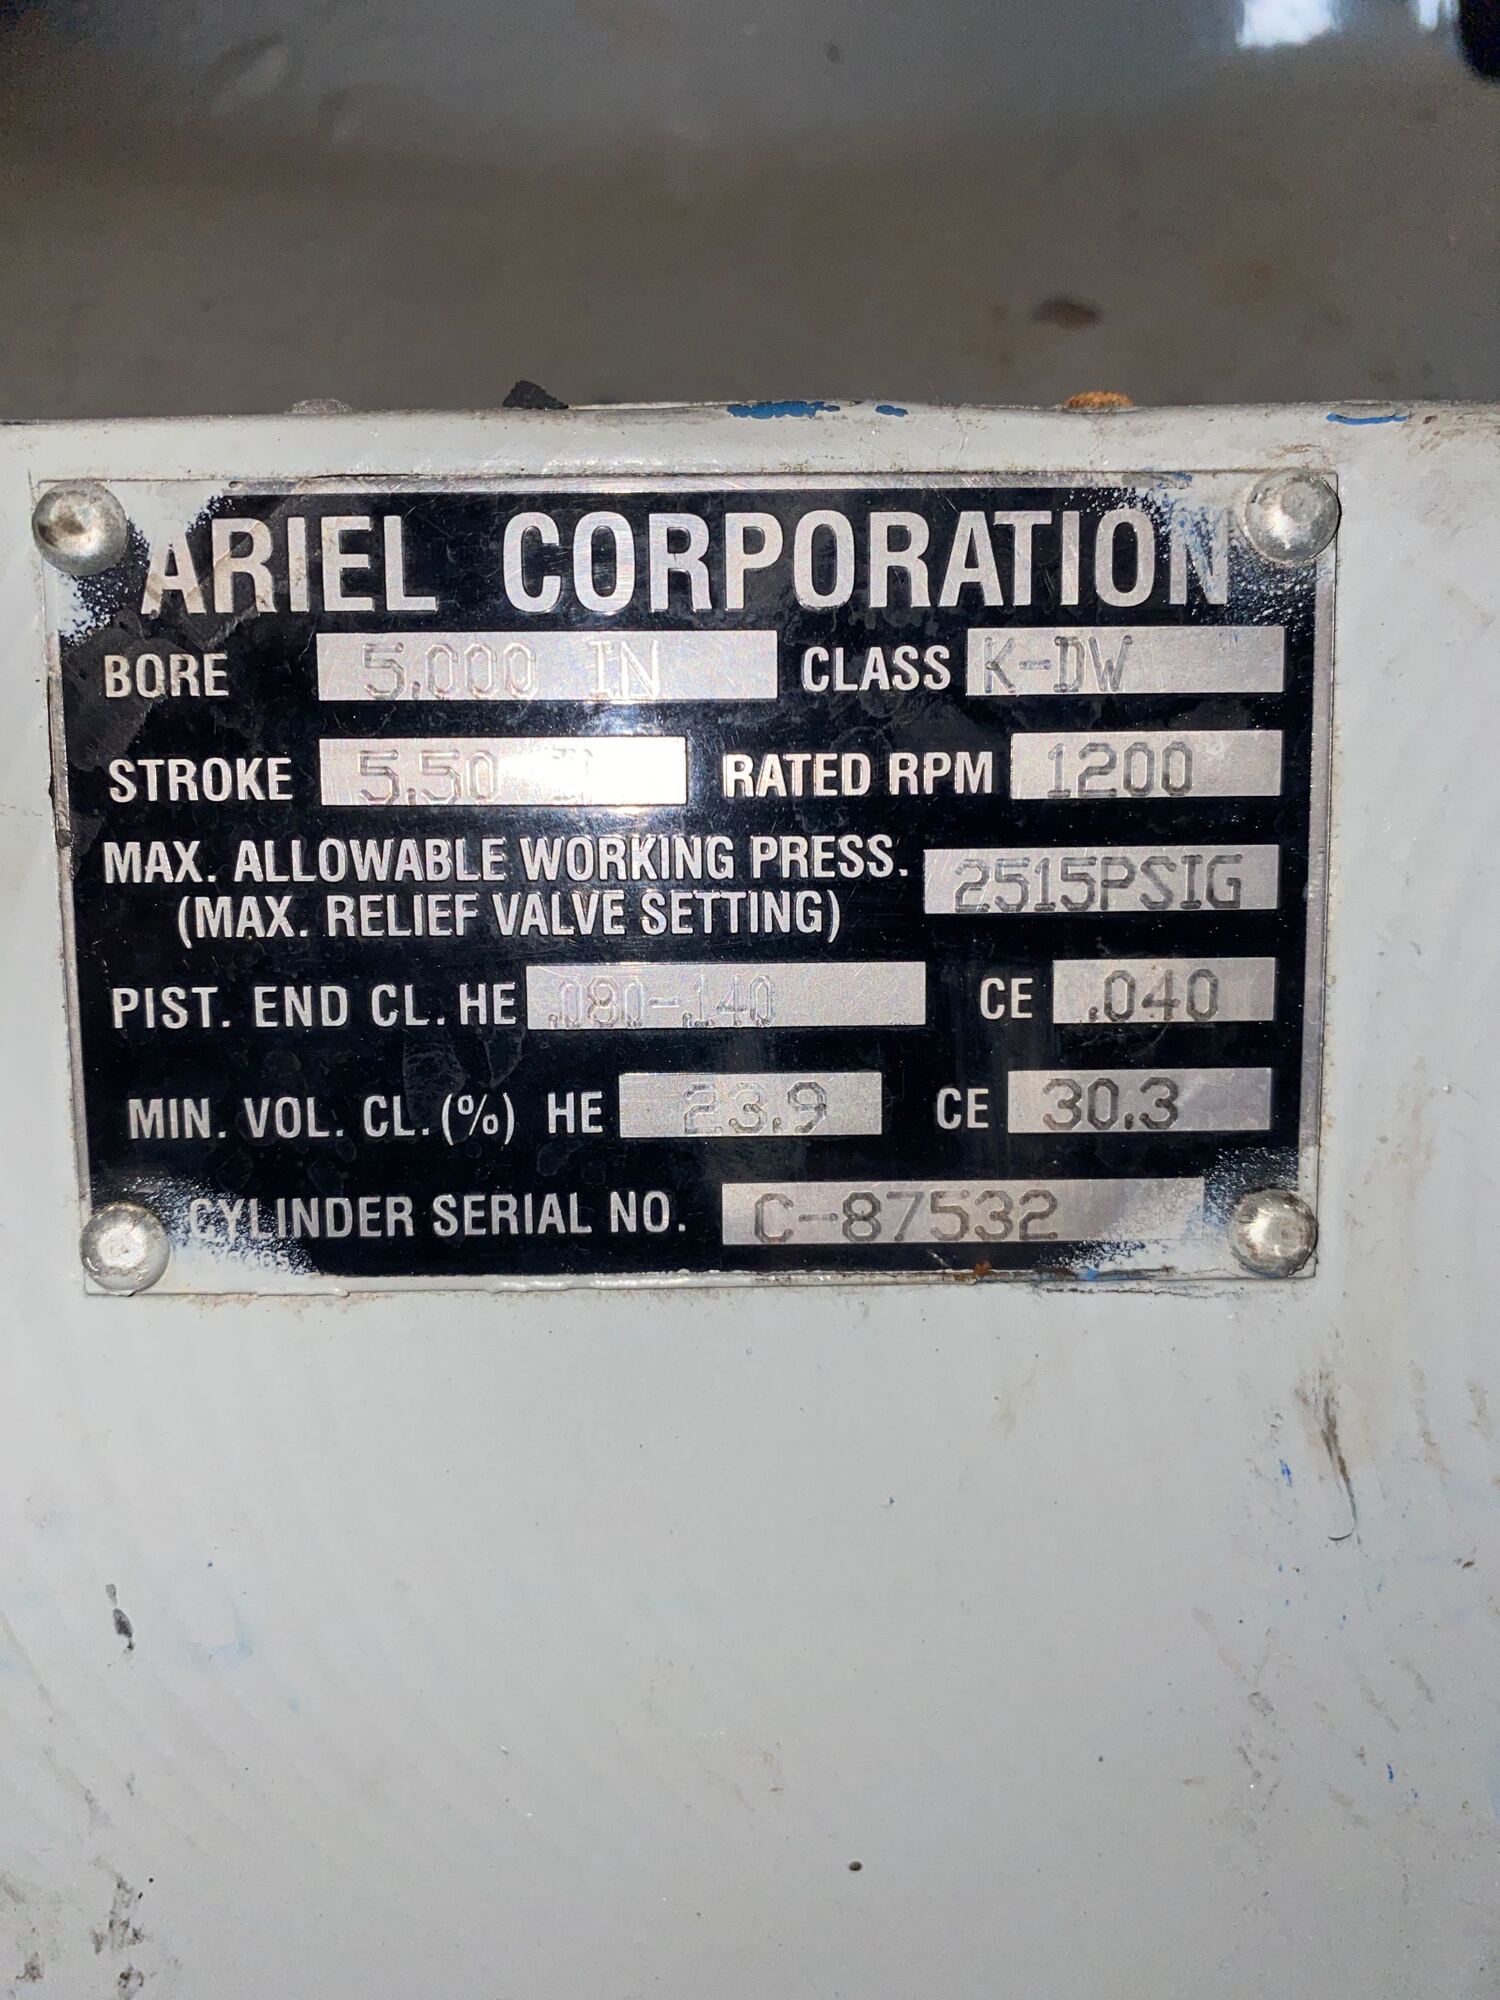 ARIEL CORPORATION
BORE 5.000 IN CLASS K-DW
STROKE 5.50 RATED RPM 1200
MAX. ALLOWABLE WORKING PRESS. 2515PSIG
(MAX. RELIEF VALVE SETTING)
PIST. END CL. HE .080-.140 CE .040
MIN. VOL. CL. (%) HE 23.9 CE 30.3
CYLINDER SERIAL NO. C-87532